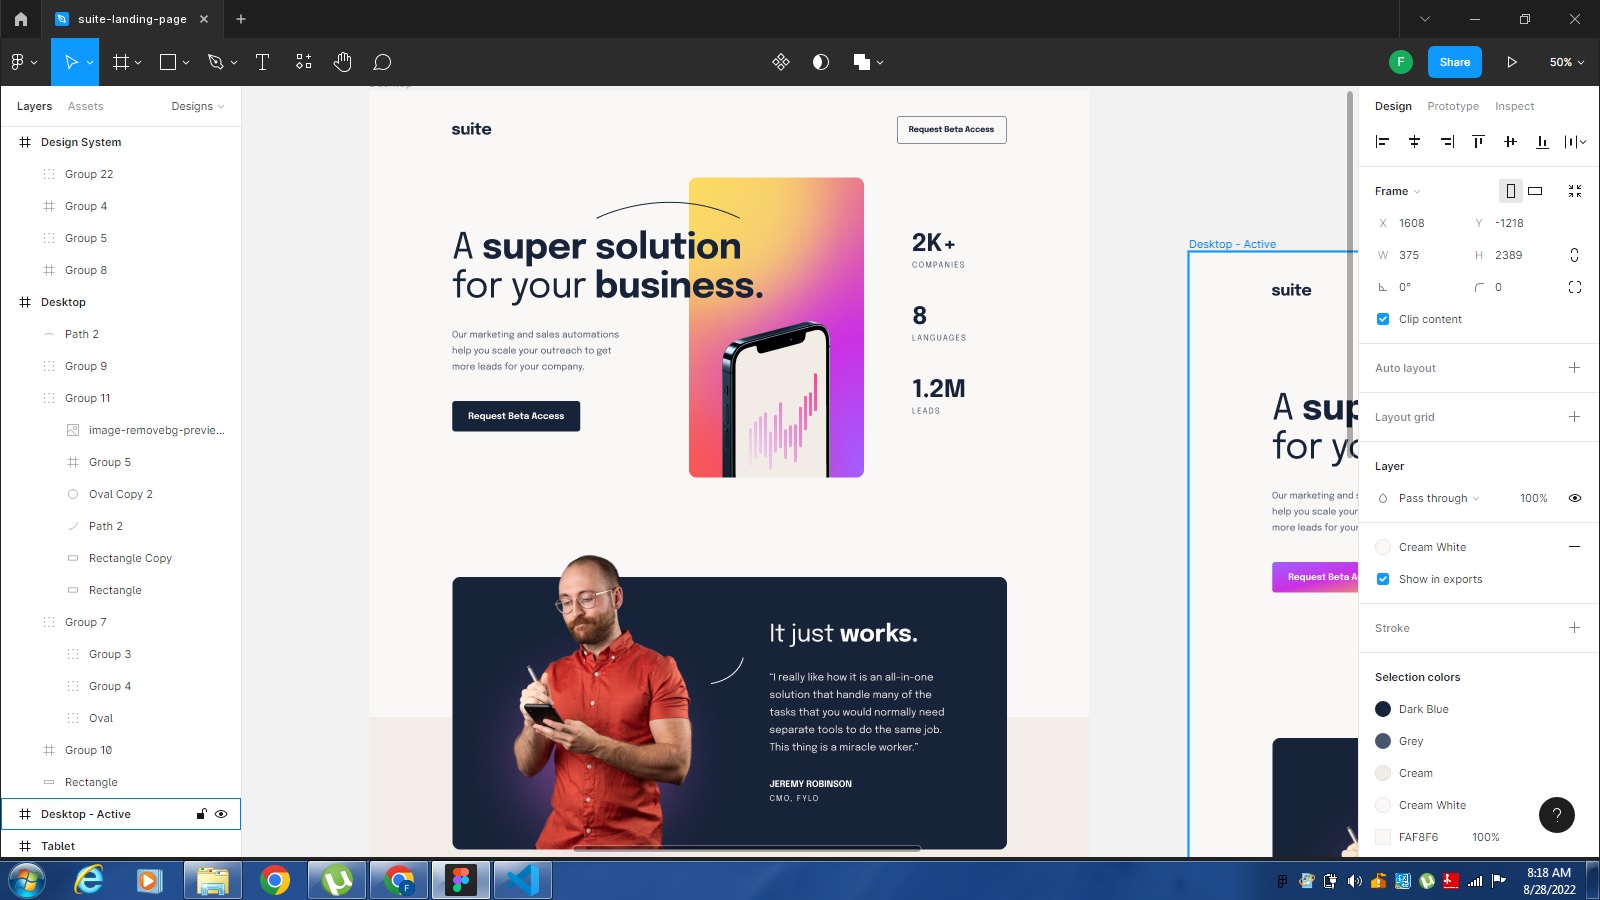 suite-landing-page
F
Share
50%
Layers
Assets
Designs
Design System
Group 22
Group 4
Group 5
Group 8
Desktop
Path 2
Group 9
Group 11
image-removebg-previe...
Group 5
Oval Copy 2
Path 2
Rectangle Copy
Rectangle
Group 7
Group 3
Group 4
Oval
Group 10
Rectangle
Desktop - Active
Tablet
suite
Request Beta Access
A super solution
for your business.
Our marketing and sales automations
help you scale your outreach to get
more leads for your company.
Request Beta Access
2K+
COMPANIES
8
LANGUAGES
1.2M
LEADS
It just works.
“I really like how it is an all-in-one
solution that handle many of the
tasks that you would normally need
separate tools to do the same job.
This thing is a miracle worker.”
JEREMY ROBINSON
CMO, FYLO
Desktop - Active
suite
A sup
for yo
Our marketing and s
help you scale your
more leads for your
Request Beta A
Design
Prototype
Inspect
Frame
X 1608 Y -1218
W 375 H 2389
0° 0
Clip content
Auto layout
Layout grid
Layer
Pass through 100%
Cream White
Show in exports
Stroke
Selection colors
Dark Blue
Grey
Cream
Cream White
FAF8F6 100%
?
8:18 AM
8/28/2022